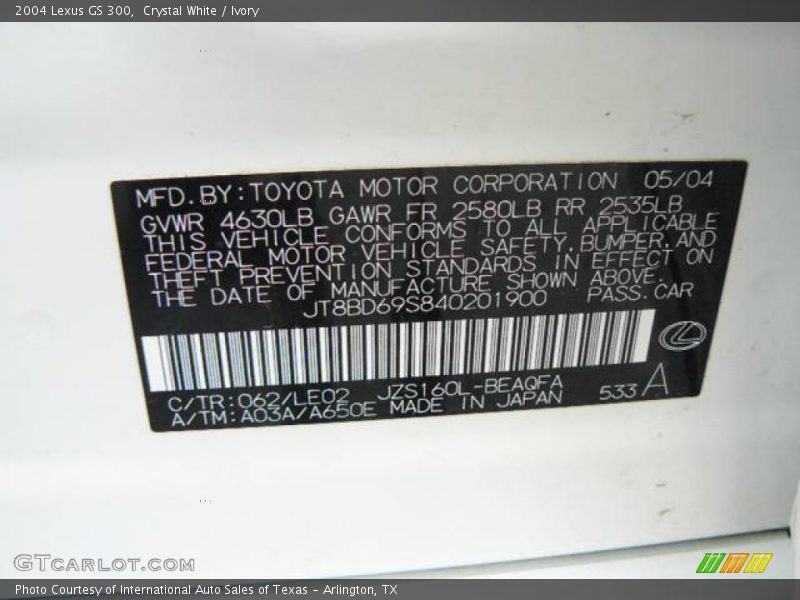 2004 Lexus GS 300, Crystal White / Ivory
MFD.BY:TOYOTA MOTOR CORPORATION 05/04
GVWR 4630LB GAWR FR 2580LB RR 2535LB
THIS VEHICLE CONFORMS TO ALL APPLICABLE
FEDERAL MOTOR VEHICLE SAFETY, BUMPER, AND
THEFT PREVENTION STANDARDS IN EFFECT ON
THE DATE OF MANUFACTURE SHOWN ABOVE.
JT8BD69S840201900 PASS. CAR
C/TR:062/LE02 JZS160L-BEAQFA
A/TM:A03A/A650E MADE IN JAPAN 533 A
GTCARLOT.COM
Photo Courtesy of International Auto Sales of Texas - Arlington, TX